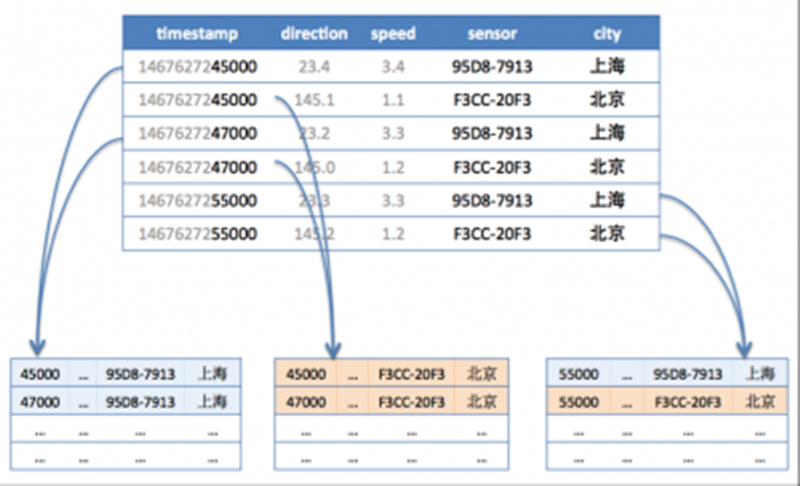 timestamp direction speed sensor city
1467627245000 23.4 3.4 95D8-7913 上海
1467627245000 145.1 1.1 F3CC-20F3 北京
1467627247000 23.2 3.3 95D8-7913 上海
1467627247000 145.0 1.2 F3CC-20F3 北京
1467627255000 23.3 3.3 95D8-7913 上海
1467627255000 145.2 1.2 F3CC-20F3 北京
45000 ... 95D8-7913 上海
47000 ... 95D8-7913 上海
... ... ... ...
... ... ... ...
45000 ... F3CC-20F3 北京
47000 ... F3CC-20F3 北京
... ... ... ...
... ... ... ...
55000 ... 95D8-7913 上海
55000 ... F3CC-20F3 北京
... ... ... ...
... ... ... ...